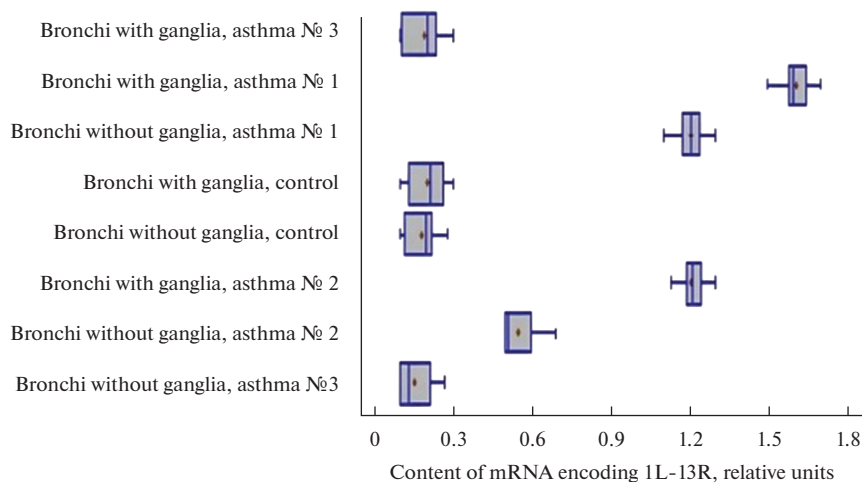 Bronchi with ganglia, asthma № 3
Bronchi with ganglia, asthma № 1
Bronchi without ganglia, asthma № 1
Bronchi with ganglia, control
Bronchi without ganglia, control
Bronchi with ganglia, asthma № 2
Bronchi without ganglia, asthma № 2
Bronchi without ganglia, asthma №3
0 0.3 0.6 0.9 1.2 1.5 1.8
Content of mRNA encoding 1L-13R, relative units